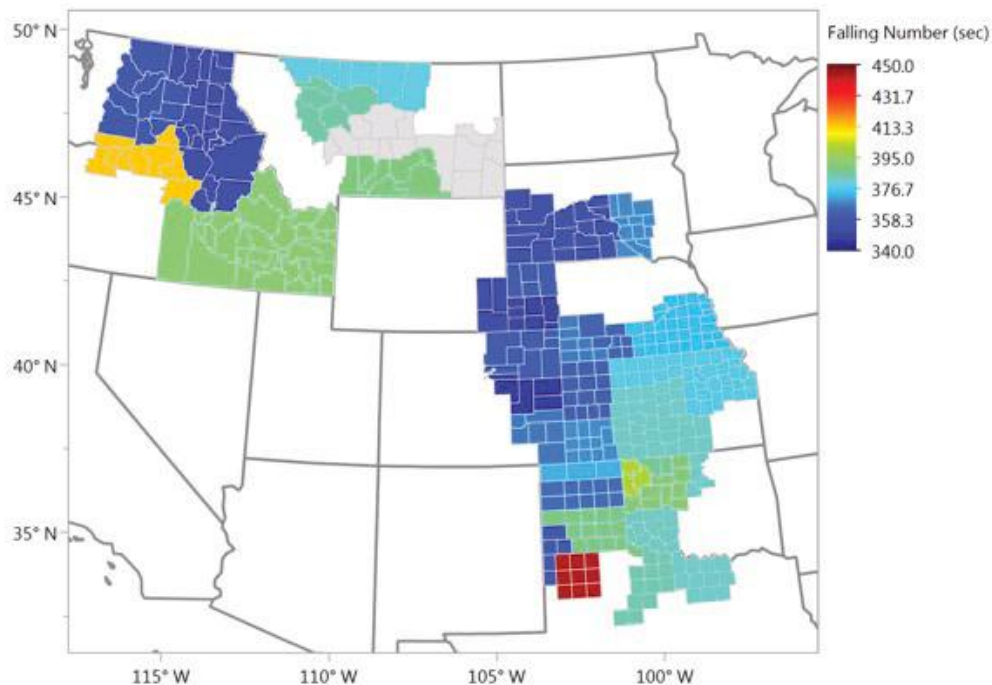 50° N
45° N
40° N
35° N
115° W
110° W
105° W
100° W
Falling Number (sec)
450.0
431.7
413.3
395.0
376.7
358.3
340.0